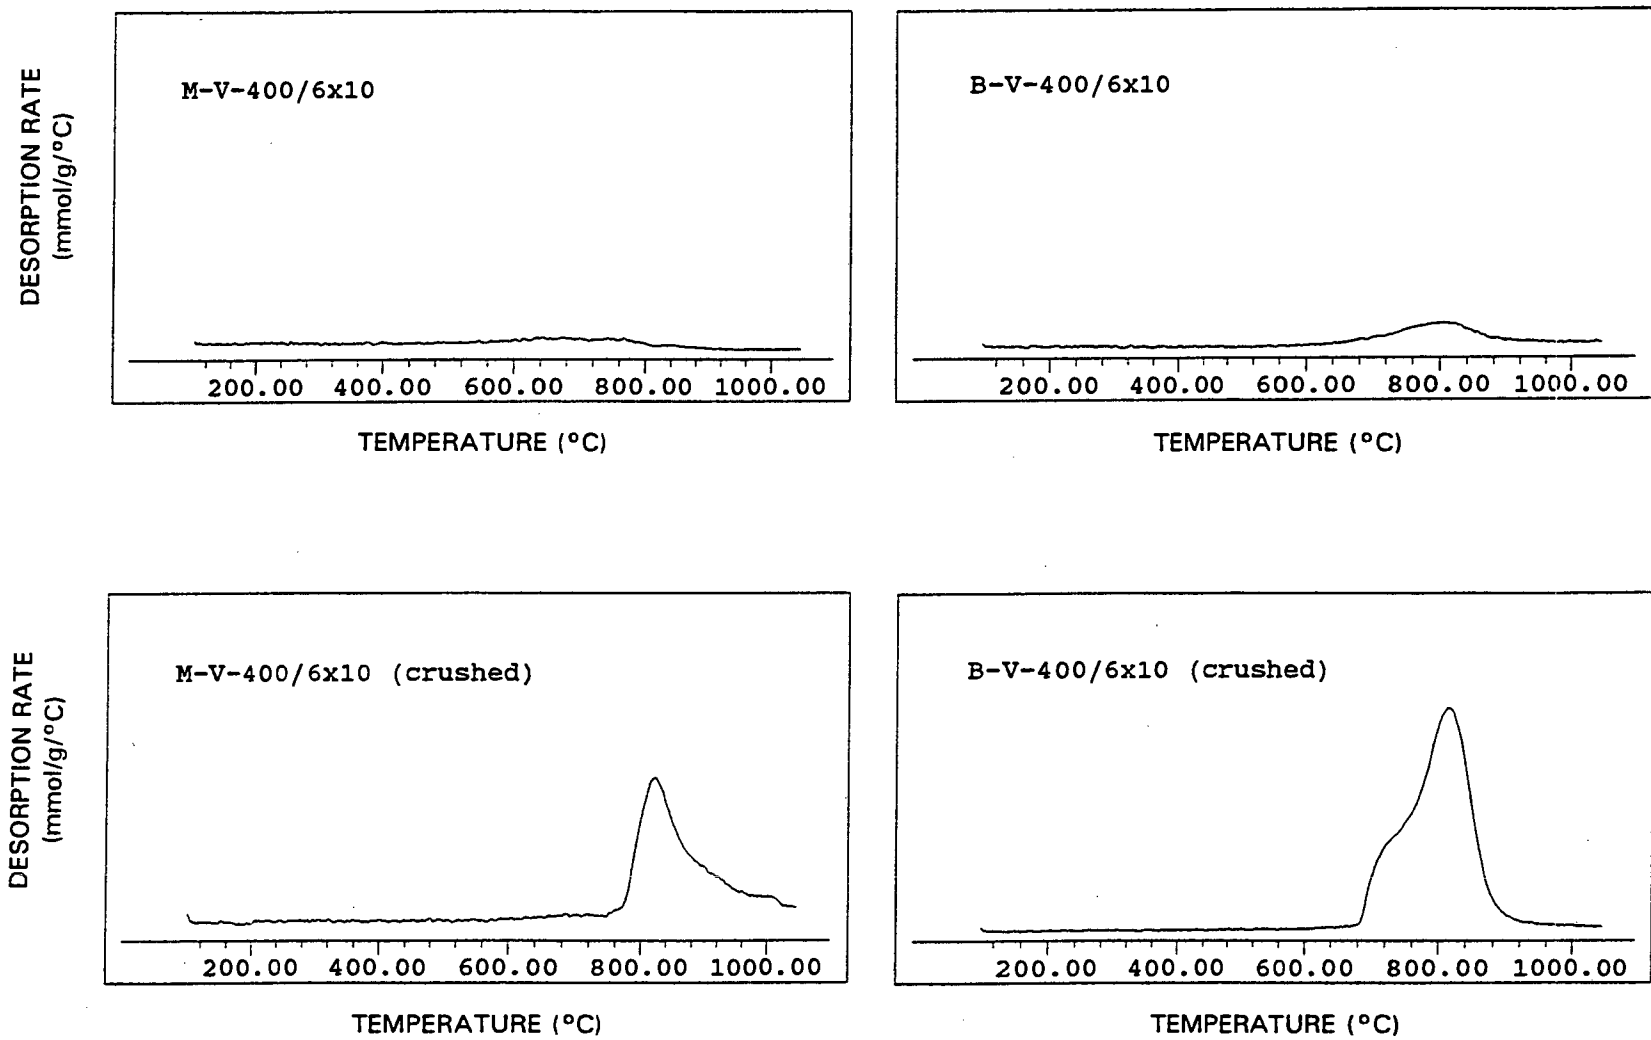 M-V-400/6x10
DESORPTION RATE
(mmol/g/°C)
200.00 400.00 600.00 800.00 1000.00
TEMPERATURE (°C)
B-V-400/6x10
200.00 400.00 600.00 800.00 1000.00
TEMPERATURE (°C)
M-V-400/6x10 (crushed)
DESORPTION RATE
(mmol/g/°C)
200.00 400.00 600.00 800.00 1000.00
TEMPERATURE (°C)
B-V-400/6x10 (crushed)
200.00 400.00 600.00 800.00 1000.00
TEMPERATURE (°C)